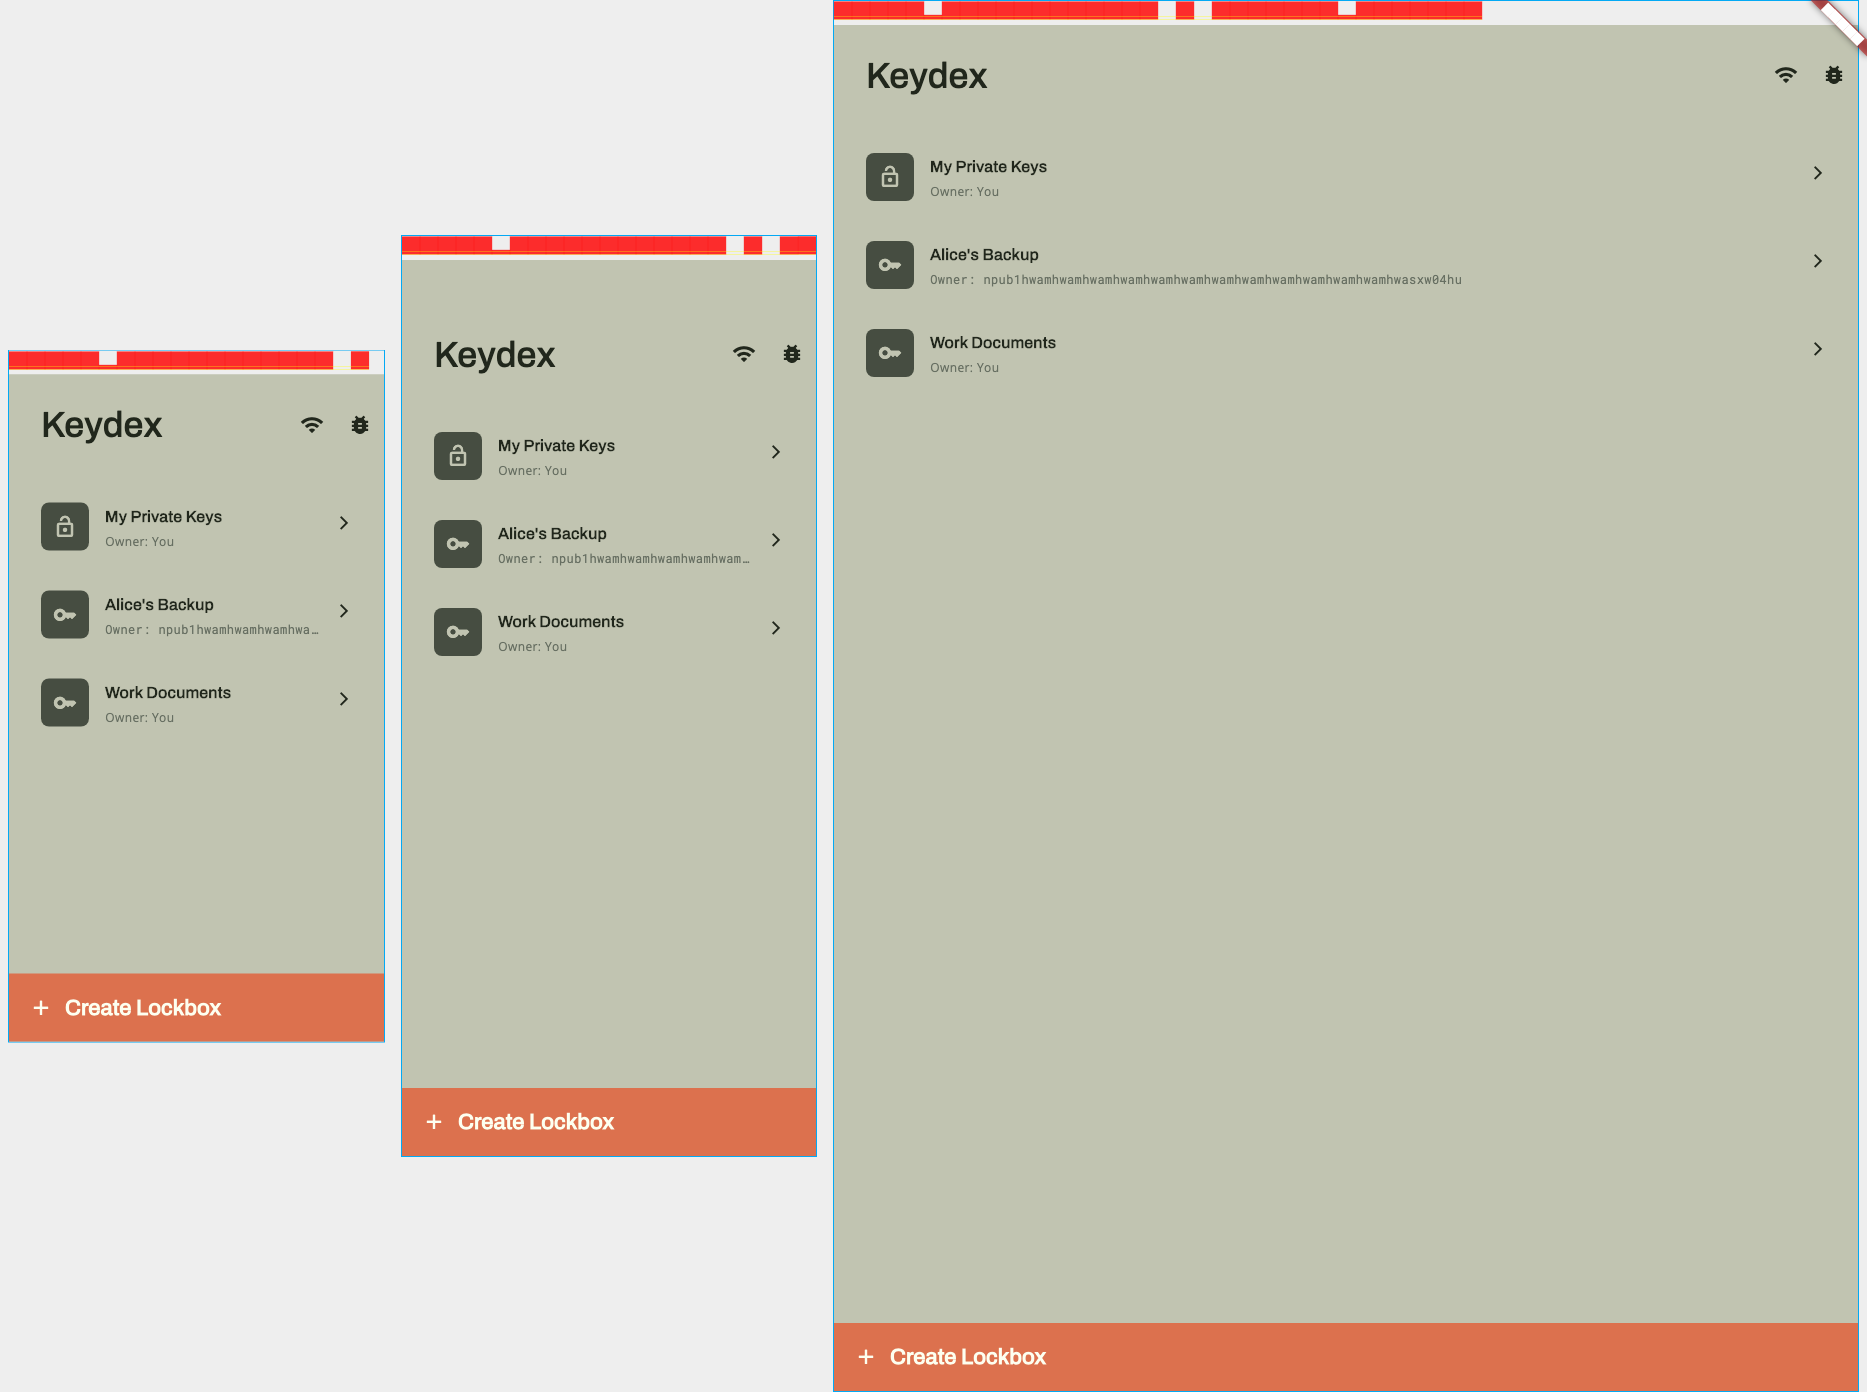 Keydex
My Private Keys
Owner: You
Alice's Backup
Owner: npub1hwamhwamhwamhwa…
Work Documents
Owner: You
+ Create Lockbox
Keydex
My Private Keys
Owner: You
Alice's Backup
Owner: npub1hwamhwamhwamhwamhwam…
Work Documents
Owner: You
+ Create Lockbox
Keydex
My Private Keys
Owner: You
Alice's Backup
Owner: npub1hwamhwamhwamhwamhwamhwamhwamhwamhwamhwamhwamhwamhwasxw04hu
Work Documents
Owner: You
+ Create Lockbox